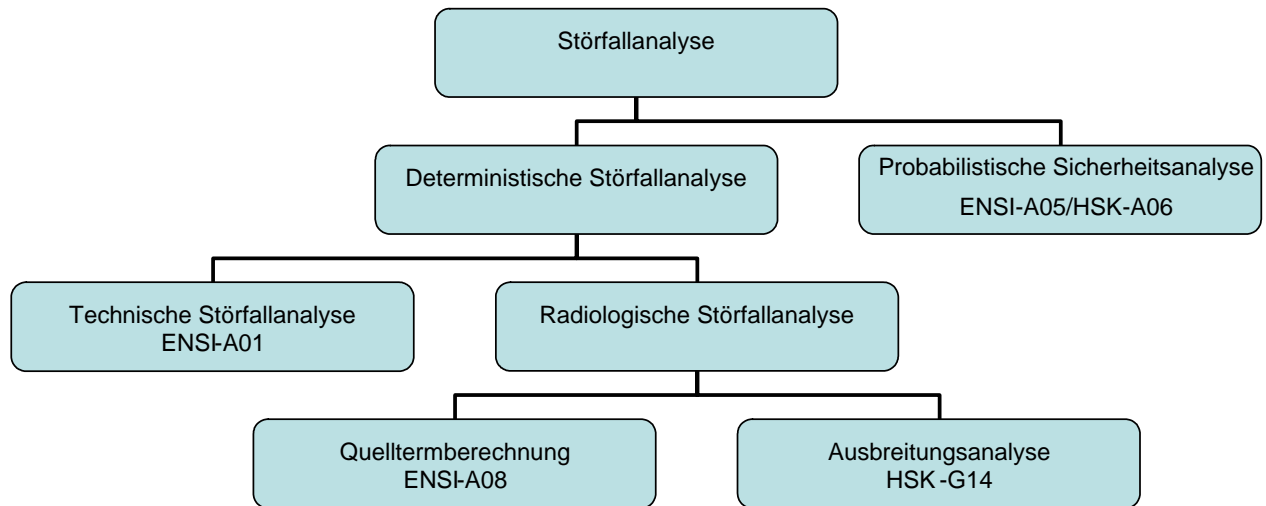 Störfallanalyse
Deterministische Störfallanalyse
Probabilistische Sicherheitsanalyse
ENSI-A05/HSK-A06
Technische Störfallanalyse
ENSI-A01
Radiologische Störfallanalyse
Quelltermberechnung
ENSI-A08
Ausbreitungsanalyse
HSK-G14